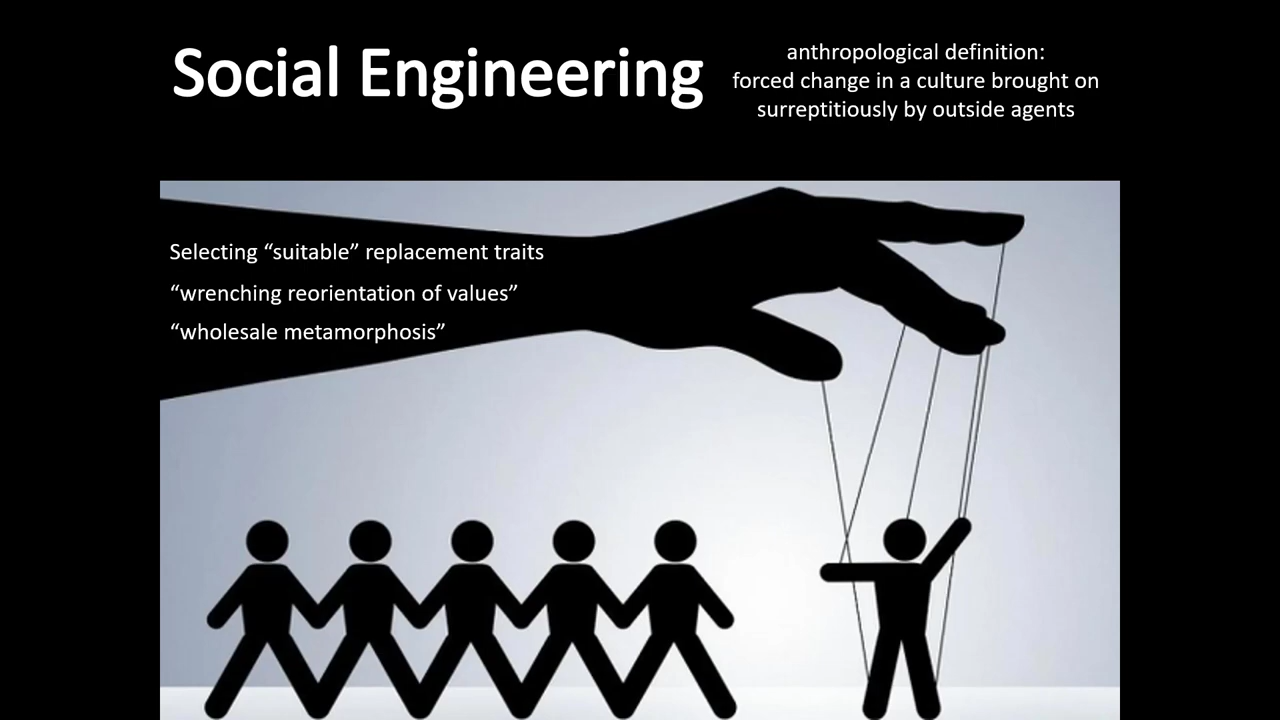 Social Engineering
anthropological definition:
forced change in a culture brought on
surreptitiously by outside agents
Selecting “suitable” replacement traits
“wrenching reorientation of values”
“wholesale metamorphosis”